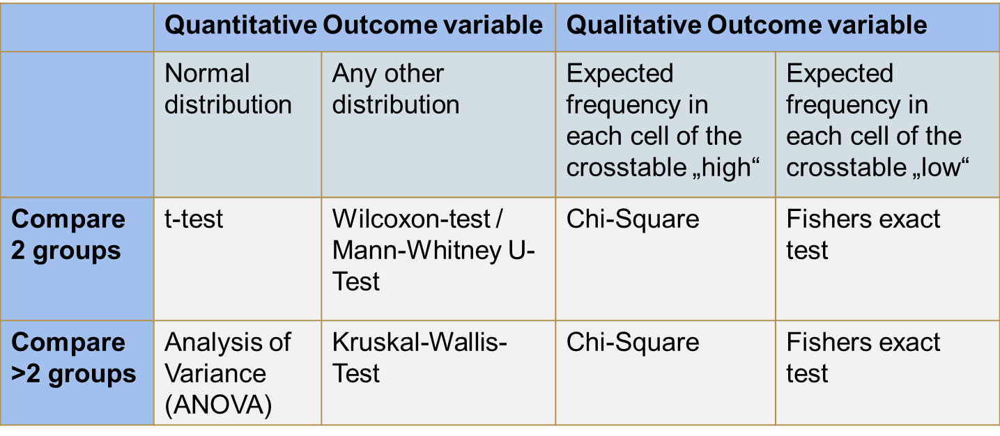 Quantitative Outcome variable
Qualitative Outcome variable
Normal
distribution
Any other
distribution
Expected
frequency in
each cell of the
crosstable „high“
Expected
frequency in
each cell of the
crosstable „low“
Compare
2 groups
t-test
Wilcoxon-test /
Mann-Whitney U-
Test
Chi-Square
Fishers exact
test
Compare
>2 groups
Analysis of
Variance
(ANOVA)
Kruskal-Wallis-
Test
Chi-Square
Fishers exact
test